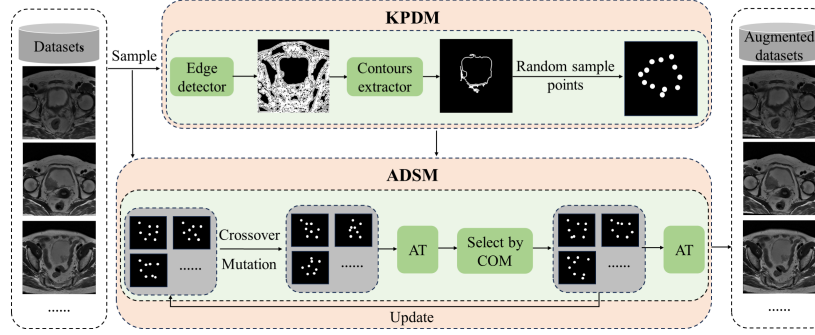 KPDM
Datasets
Sample
Edge
detector
Contours
extractor
Random sample
points
Augmented
datasets
......
ADSM
......
Crossover
Mutation
......
AT
Select by
COM
......
AT
Update
......